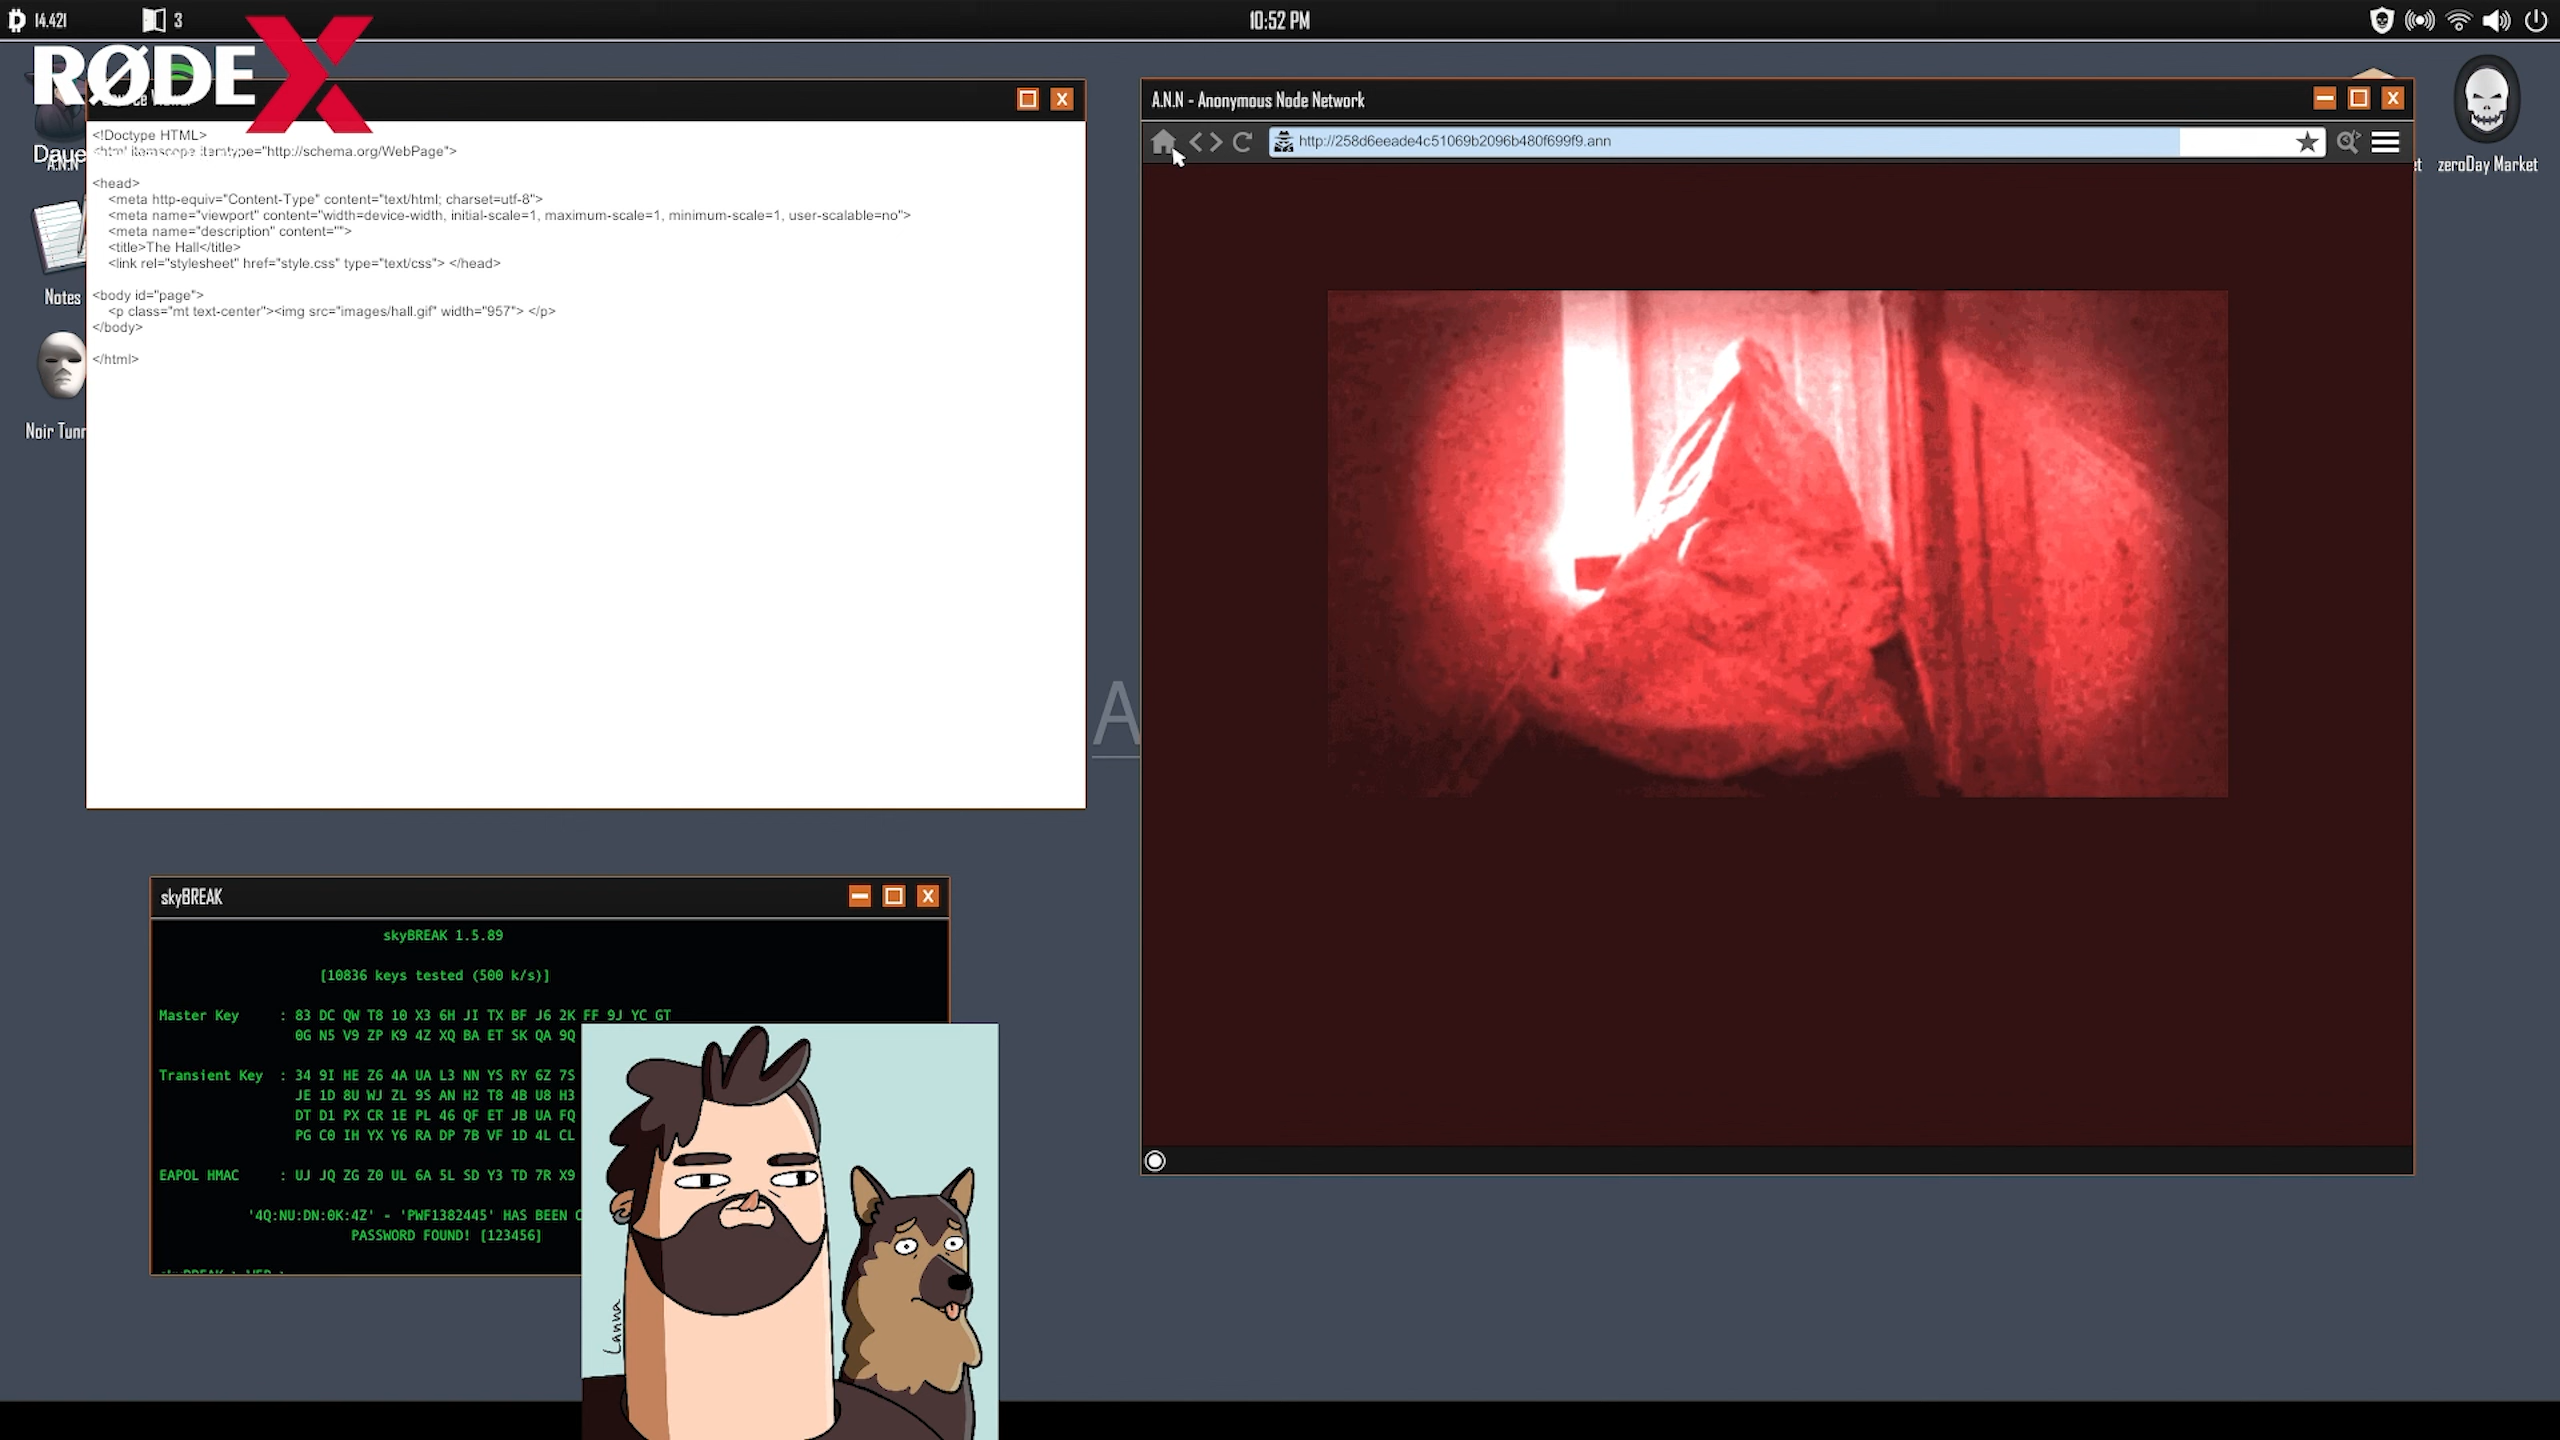 14.421
3
10:52 PM
RØDE X
A.N.N
Notes
zeroDay Market
<!Doctype HTML>
<html itemscope itemtype="http://schema.org/WebPage">
<head>
<meta http-equiv="Content-Type" content="text/html; charset=utf-8">
<meta name="viewport" content="width=device-width, initial-scale=1, maximum-scale=1, minimum-scale=1, user-scalable=no">
<meta name="description" content="">
<title>The Hall</title>
<link rel="stylesheet" href="style.css" type="text/css"> </head>
<body id="page">
<p class="mt text-center"><img src="images/hall.gif" width="957"> </p>
</body>
</html>
A.N.N - Anonymous Node Network
http://258d6eeade4c51069b2096b480f699f9.ann
A
skyBREAK
skyBREAK 1.5.89
[10836 keys tested (500 k/s)]
Master Key : 83 DC QW T8 10 X3 6H JI TX BF J6 2K FF 9J YC GT
0G N5 V9 ZP K9 4Z XQ BA ET SK QA 9Q
Transient Key : 34 9I HE Z6 4A UA L3 NN YS RY 6Z 7S
JE 1D 8U WJ ZL 9S AN H2 T8 4B U8 H3
DT D1 PX CR 1E PL 46 QF ET JB UA FQ
PG C0 IH YX Y6 RA DP 7B VF 1D 4L CL
EAPOL HMAC : UJ JQ ZG Z0 UL 6A 5L SD Y3 TD 7R X9
'4Q:NU:DN:0K:4Z' - 'PWF1382445' HAS BEEN
PASSWORD FOUND! [123456]
Lanna